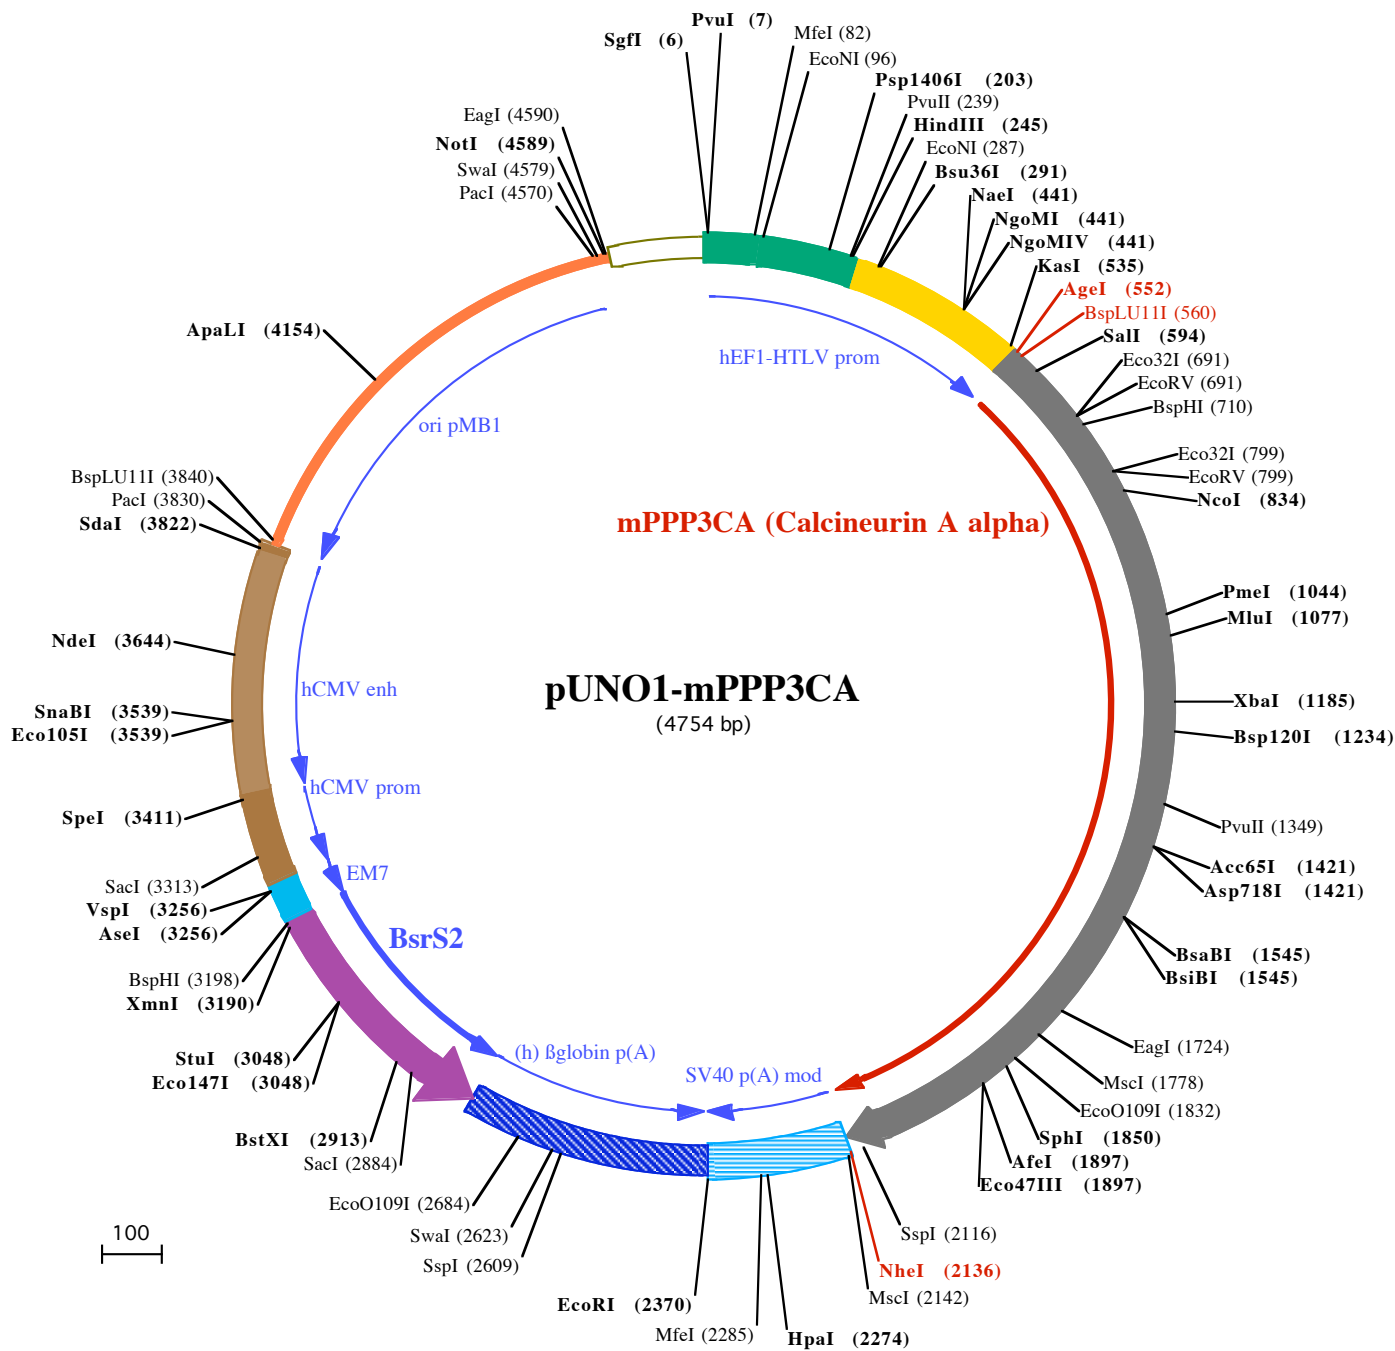 PvuI (7)
SgfI (6)
MfeI (82)
EcoNI (96)
Psp1406I (203)
PvuII (239)
HindIII (245)
EcoNI (287)
Bsu36I (291)
NaeI (441)
NgoMI (441)
NgoMIV (441)
KasI (535)
AgeI (552)
BspLU11I (560)
SalI (594)
Eco32I (691)
EcoRV (691)
BspHI (710)
Eco32I (799)
EcoRV (799)
NcoI (834)
PmeI (1044)
MluI (1077)
XbaI (1185)
Bsp120I (1234)
PvuII (1349)
Acc65I (1421)
Asp718I (1421)
BsaBI (1545)
BsiBI (1545)
EagI (1724)
MscI (1778)
EcoO109I (1832)
SphI (1850)
AfeI (1897)
Eco47III (1897)
SspI (2116)
NheI (2136)
MscI (2142)
HpaI (2274)
MfeI (2285)
EcoRI (2370)
SspI (2609)
SwaI (2623)
EcoO109I (2684)
SacI (2884)
BstXI (2913)
Eco147I (3048)
StuI (3048)
XmnI (3190)
BspHI (3198)
AseI (3256)
VspI (3256)
SacI (3313)
SpeI (3411)
Eco105I (3539)
SnaBI (3539)
NdeI (3644)
SdaI (3822)
PacI (3830)
BspLU11I (3840)
ApaLI (4154)
PacI (4570)
SwaI (4579)
NotI (4589)
EagI (4590)
hEF1-HTLV prom
ori pMB1
mPPP3CA (Calcineurin A alpha)
pUNO1-mPPP3CA
(4754 bp)
hCMV enh
hCMV prom
EM7
BsrS2
(h) ßglobin p(A)
SV40 p(A) mod
100